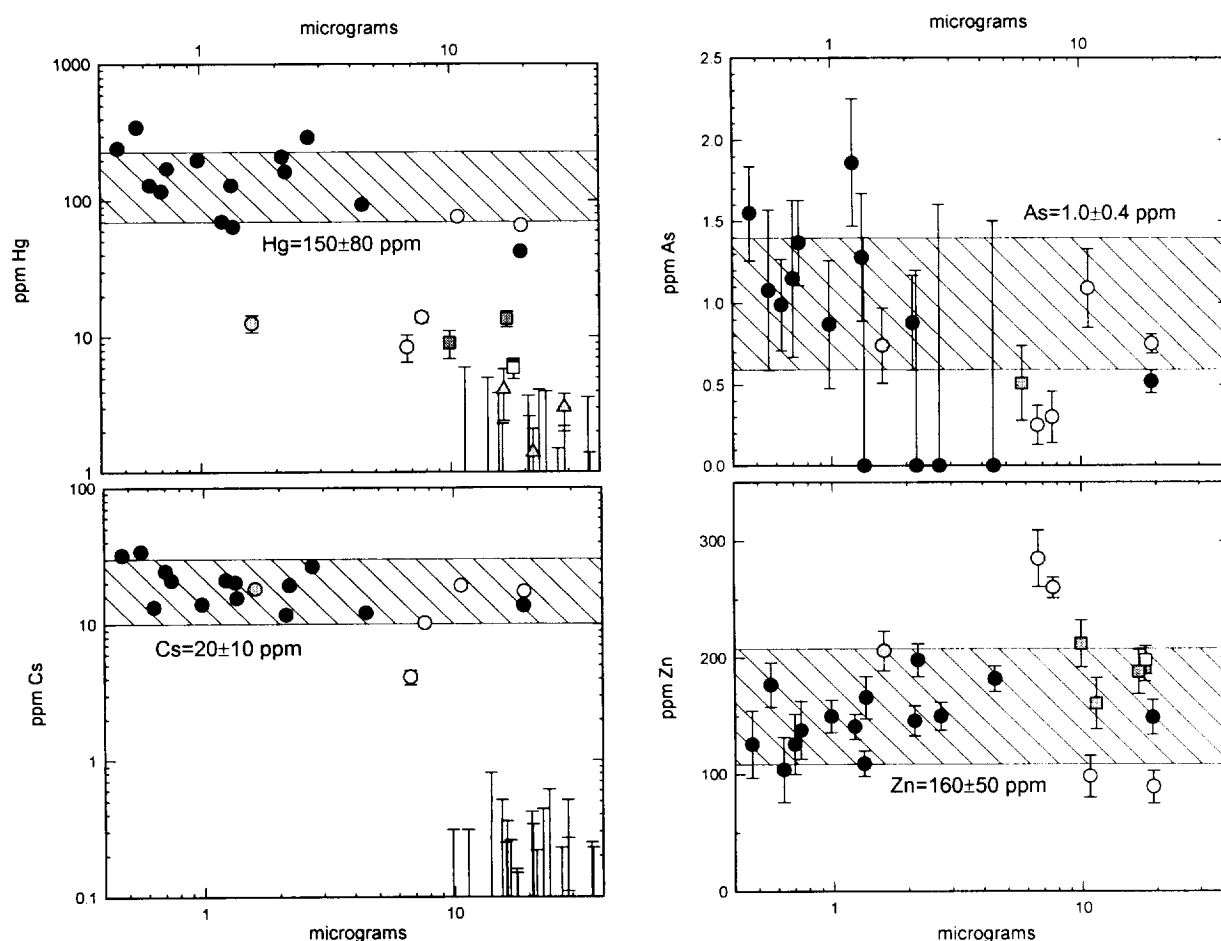 micrograms
1 10
1000
100
10
1
ppm Hg
Hg=150±80 ppm
100
10
1
0.1
ppm Cs
Cs=20±10 ppm
1 10
micrograms
micrograms
1 10
2.5
2.0
1.5
1.0
0.5
0.0
ppm As
As=1.0±0.4 ppm
300
200
100
0
ppm Zn
Zn=160±50 ppm
1 10
micrograms